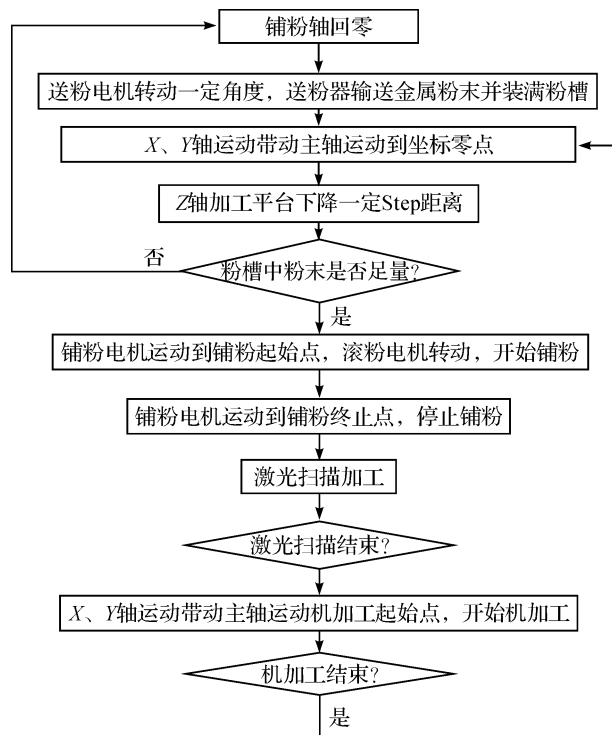 铺粉轴回零
送粉电机转动一定角度，送粉器输送金属粉末并装满粉槽
X、Y轴运动带动主轴运动到坐标零点
Z轴加工平台下降一定Step距离
否
粉槽中粉末是否足量?
是
铺粉电机运动到铺粉起始点，滚粉电机转动，开始铺粉
铺粉电机运动到铺粉终止点，停止铺粉
激光扫描加工
激光扫描结束?
X、Y轴运动带动主轴运动机加工起始点，开始机加工
机加工结束?
是